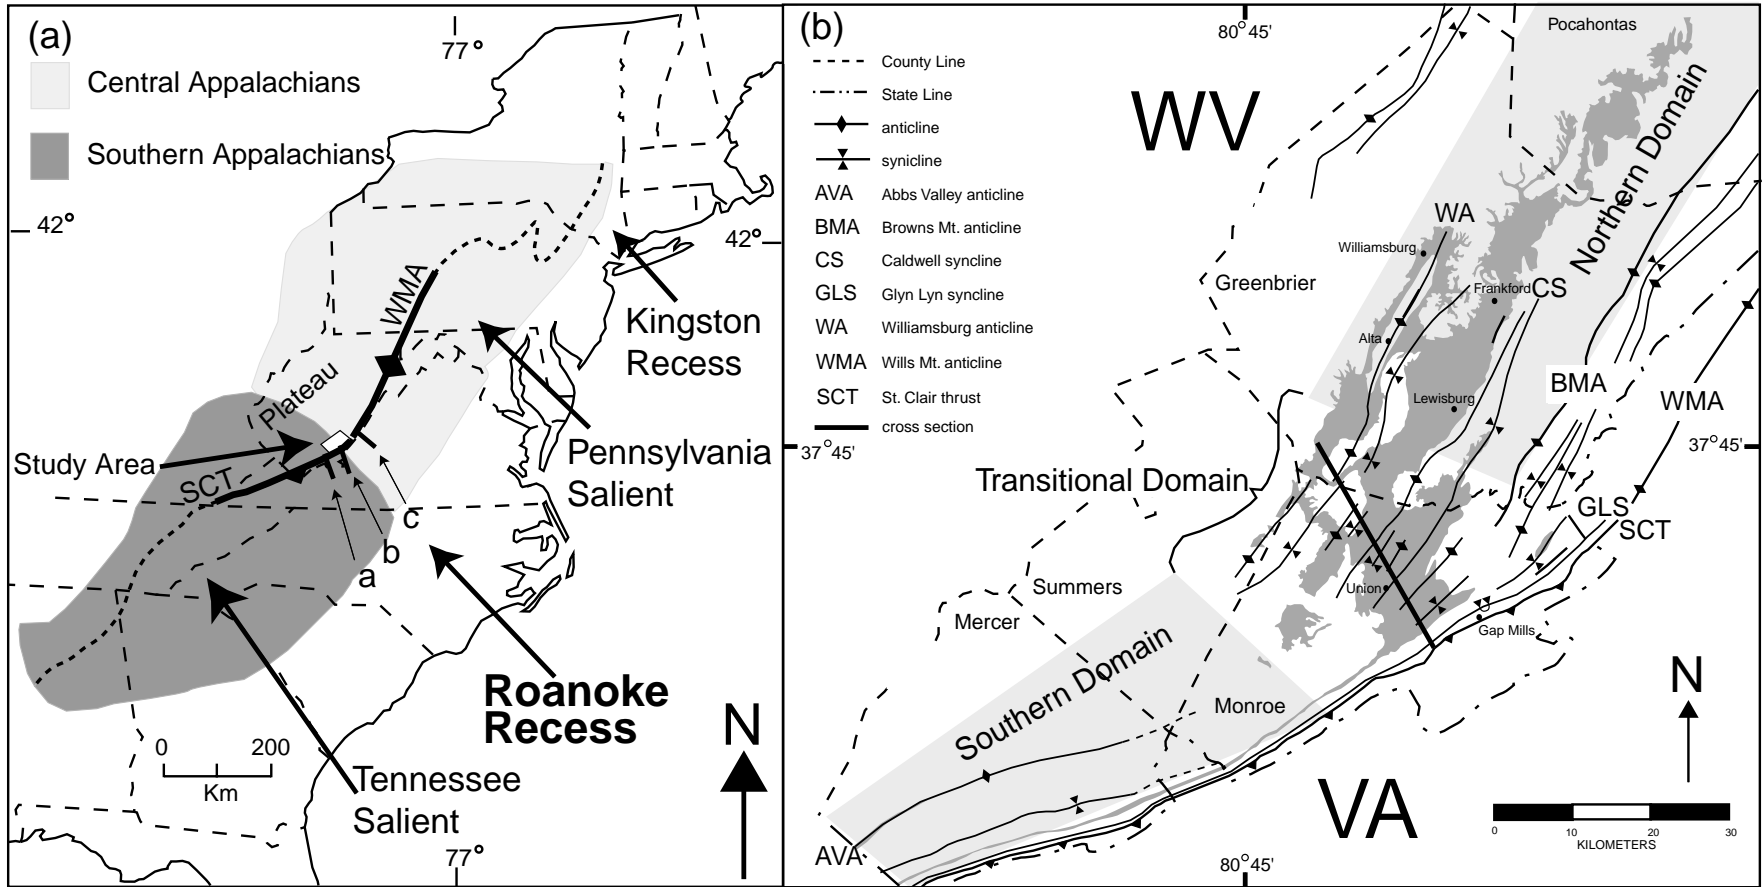 (a)
77°
Central Appalachians
Southern Appalachians
42°
42°
WMA
Kingston
Recess
Plateau
Study Area
SCT
Pennsylvania
Salient
c
b
a
Roanoke
Recess
0 200
Km
Tennessee
Salient
N
77°
(b)
80°45'
Pocahontas
County Line
State Line
anticline
synicline
AVA Abbs Valley anticline
BMA Browns Mt. anticline
CS Caldwell syncline
GLS Glyn Lyn syncline
WA Williamsburg anticline
WMA Wills Mt. anticline
SCT St. Clair thrust
cross section
WV
Northern Domain
WA
Williamsburg
Greenbrier
Frankford
CS
Alta
BMA
Lewisburg
WMA
37°45'
37°45'
Transitional Domain
GLS
SCT
Summers
Union
Mercer
Gap Mills
Southern Domain
Monroe
N
VA
AVA
0 10 20 30
KILOMETERS
80°45'